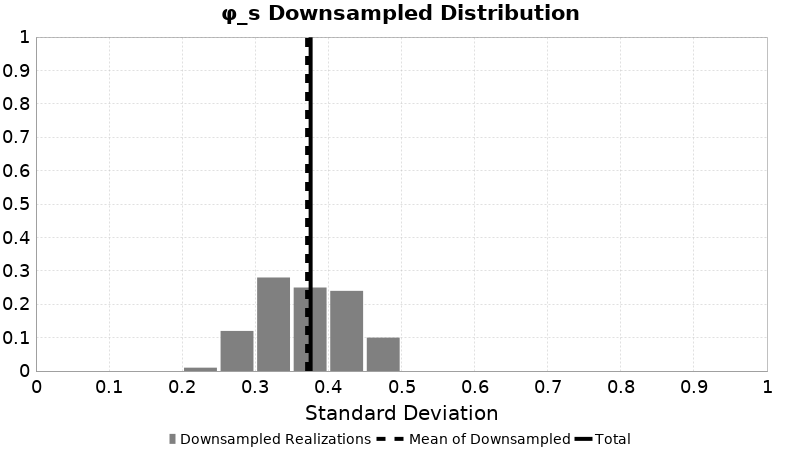 φ_s Downsampled Distribution
1
0.9
0.8
0.7
0.6
0.5
0.4
0.3
0.2
0.1
0
0 0.1 0.2 0.3 0.4 0.5 0.6 0.7 0.8 0.9 1
Standard Deviation
Downsampled Realizations Mean of Downsampled Total